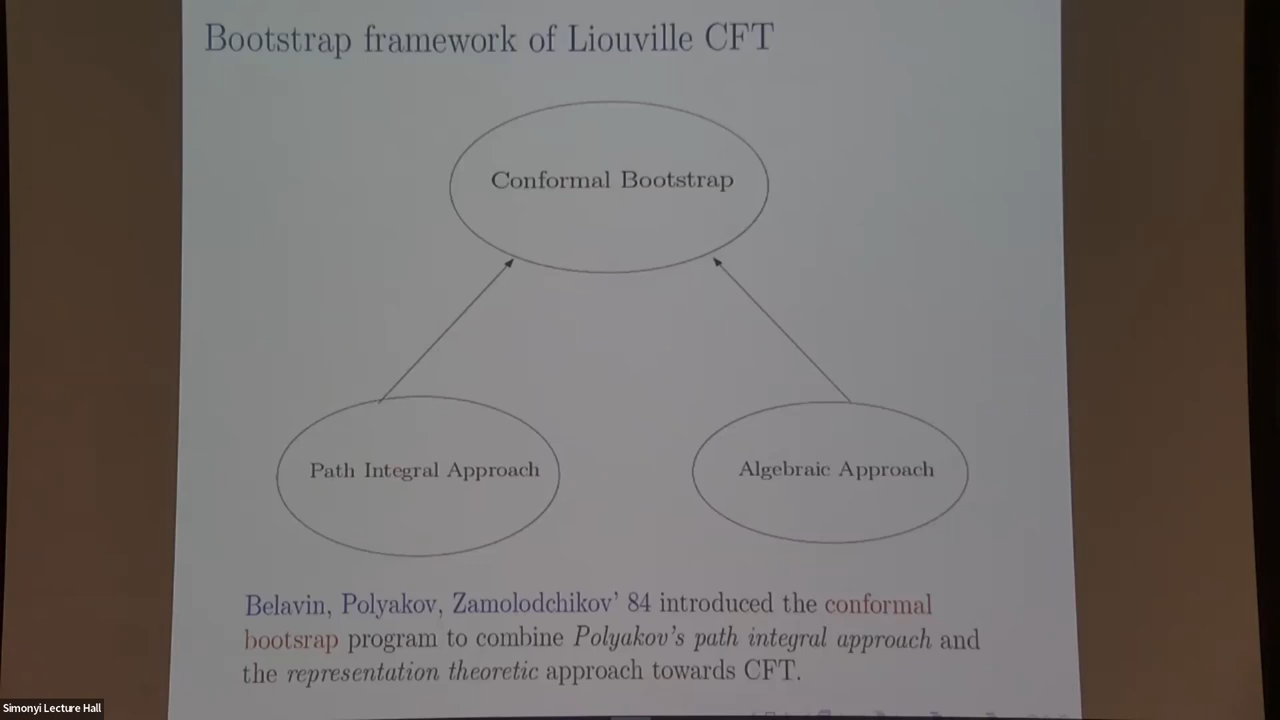 Bootstrap framework of Liouville CFT
Conformal Bootstrap
Path Integral Approach
Algebraic Approach
Belavin, Polyakov, Zamolodchikov' 84 introduced the conformal
bootsrap program to combine Polyakov's path integral approach and
the representation theoretic approach towards CFT.
Simonyi Lecture Hall